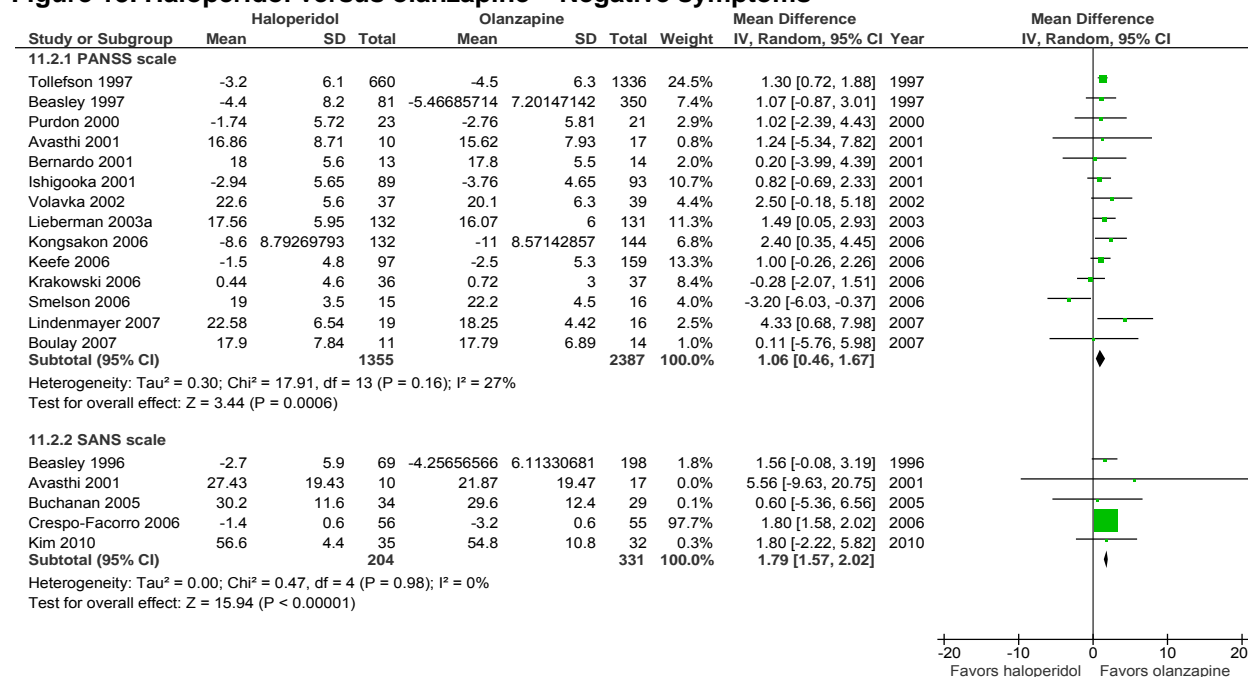 Figure 10. Haloperidol versus olanzapine – Negative symptoms
Haloperidol Olanzapine Mean Difference Mean Difference
Study or Subgroup Mean SD Total Mean SD Total Weight IV, Random, 95% CI Year IV, Random, 95% CI
11.2.1 PANSS scale
Tollefson 1997 -3.2 6.1 660 -4.5 6.3 1336 24.5% 1.30 [0.72, 1.88] 1997
Beasley 1997 -4.4 8.2 81 -5.46685714 7.20147142 350 7.4% 1.07 [-0.87, 3.01] 1997
Purdon 2000 -1.74 5.72 23 -2.76 5.81 21 2.9% 1.02 [-2.39, 4.43] 2000
Avasthi 2001 16.86 8.71 10 15.62 7.93 17 0.8% 1.24 [-5.34, 7.82] 2001
Bernardo 2001 18 5.6 13 17.8 5.5 14 2.0% 0.20 [-3.99, 4.39] 2001
Ishigooka 2001 -2.94 5.65 89 -3.76 4.65 93 10.7% 0.82 [-0.69, 2.33] 2001
Volavka 2002 22.6 5.6 37 20.1 6.3 39 4.4% 2.50 [-0.18, 5.18] 2002
Lieberman 2003a 17.56 5.95 132 16.07 6 131 11.3% 1.49 [0.05, 2.93] 2003
Kongsakon 2006 -8.6 8.79269793 132 -11 8.57142857 144 6.8% 2.40 [0.35, 4.45] 2006
Keefe 2006 -1.5 4.8 97 -2.5 5.3 159 13.3% 1.00 [-0.26, 2.26] 2006
Krakowski 2006 0.44 4.6 36 0.72 3 37 8.4% -0.28 [-2.07, 1.51] 2006
Smelson 2006 19 3.5 15 22.2 4.5 16 4.0% -3.20 [-6.03, -0.37] 2006
Lindenmayer 2007 22.58 6.54 19 18.25 4.42 16 2.5% 4.33 [0.68, 7.98] 2007
Boulay 2007 17.9 7.84 11 17.79 6.89 14 1.0% 0.11 [-5.76, 5.98] 2007
Subtotal (95% CI) 1355 2387 100.0% 1.06 [0.46, 1.67]
Heterogeneity: Tau² = 0.30; Chi² = 17.91, df = 13 (P = 0.16); I² = 27%
Test for overall effect: Z = 3.44 (P = 0.0006)
11.2.2 SANS scale
Beasley 1996 -2.7 5.9 69 -4.25656566 6.11330681 198 1.8% 1.56 [-0.08, 3.19] 1996
Avasthi 2001 27.43 19.43 10 21.87 19.47 17 0.0% 5.56 [-9.63, 20.75] 2001
Buchanan 2005 30.2 11.6 34 29.6 12.4 29 0.1% 0.60 [-5.36, 6.56] 2005
Crespo-Facorro 2006 -1.4 0.6 56 -3.2 0.6 55 97.7% 1.80 [1.58, 2.02] 2006
Kim 2010 56.6 4.4 35 54.8 10.8 32 0.3% 1.80 [-2.22, 5.82] 2010
Subtotal (95% CI) 204 331 100.0% 1.79 [1.57, 2.02]
Heterogeneity: Tau² = 0.00; Chi² = 0.47, df = 4 (P = 0.98); I² = 0%
Test for overall effect: Z = 15.94 (P < 0.00001)
-20 -10 0 10 20
Favors haloperidol Favors olanzapine